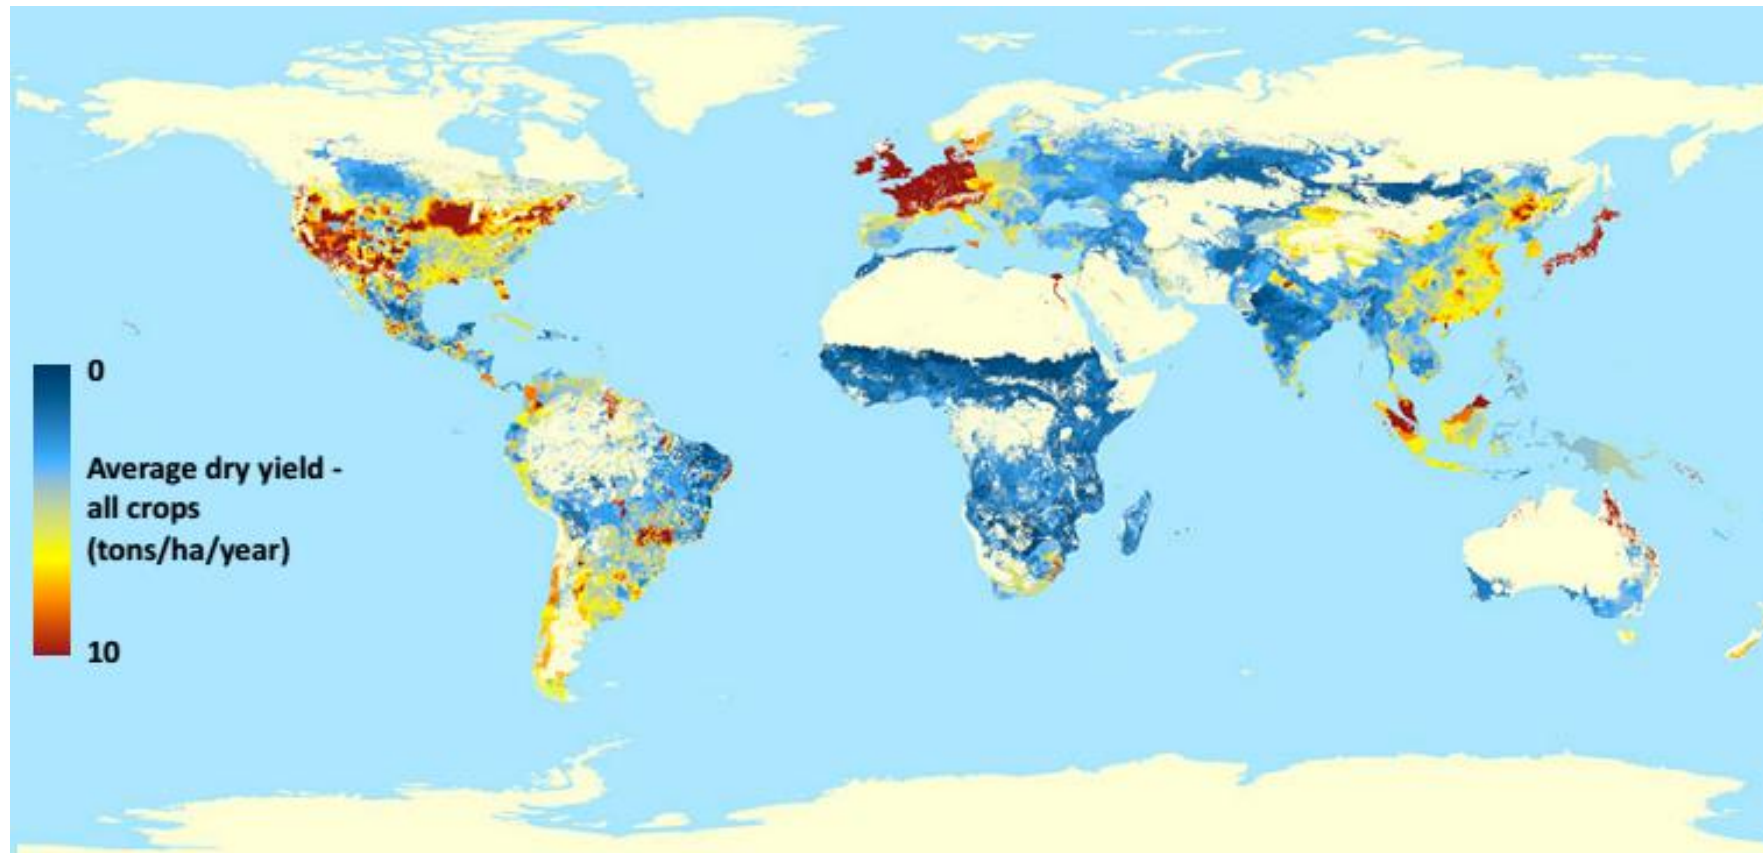 0
Average dry yield -
all crops
(tons/ha/year)
10